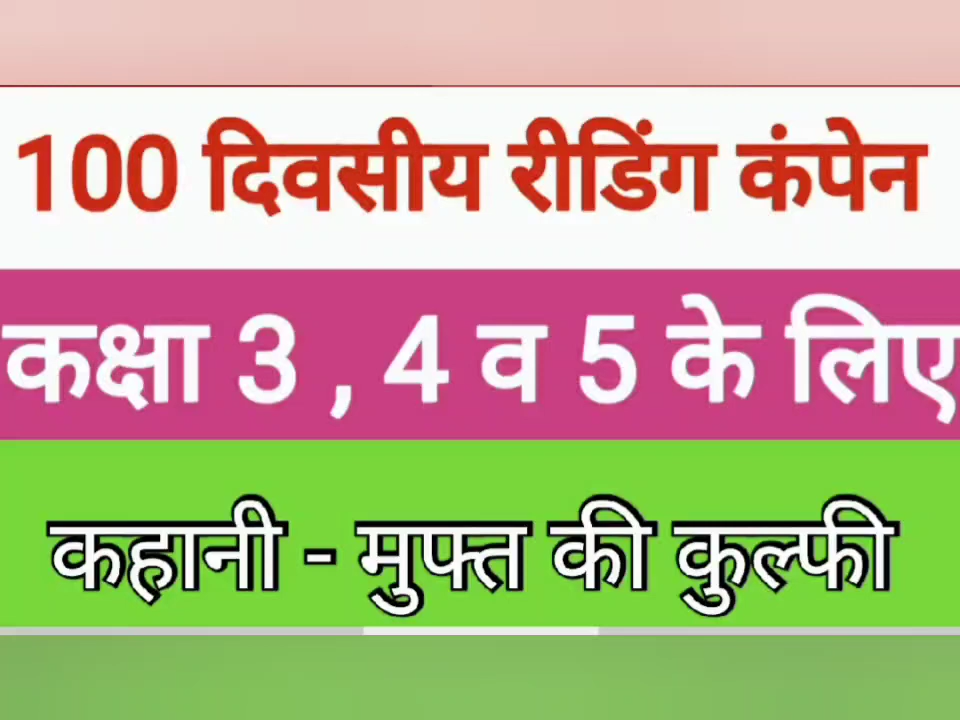 100 दिवसीय रीडिंग कंपेन
कक्षा 3 , 4 व 5 के लिए
कहानी - मुफ्त की कुल्फी